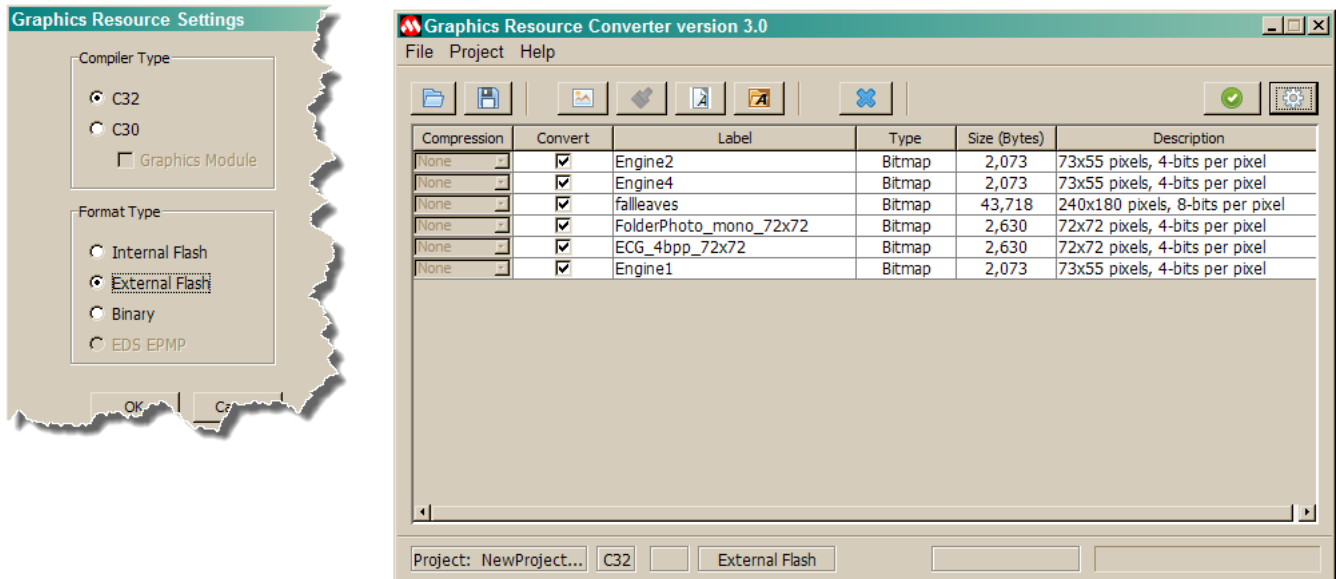 Graphics Resource Settings
Compiler Type
C32
C30
Graphics Module
Format Type
Internal Flash
External Flash
Binary
EDS EPMP
OK
Graphics Resource Converter version 3.0
File Project Help
Compression Convert Label Type Size (Bytes) Description
None Engine2 Bitmap 2,073 73x55 pixels, 4-bits per pixel
None Engine4 Bitmap 2,073 73x55 pixels, 4-bits per pixel
None fallleaves Bitmap 43,718 240x180 pixels, 8-bits per pixel
None FolderPhoto_mono_72x72 Bitmap 2,630 72x72 pixels, 4-bits per pixel
None ECG_4bpp_72x72 Bitmap 2,630 72x72 pixels, 4-bits per pixel
None Engine1 Bitmap 2,073 73x55 pixels, 4-bits per pixel
Project: NewProject... C32 External Flash